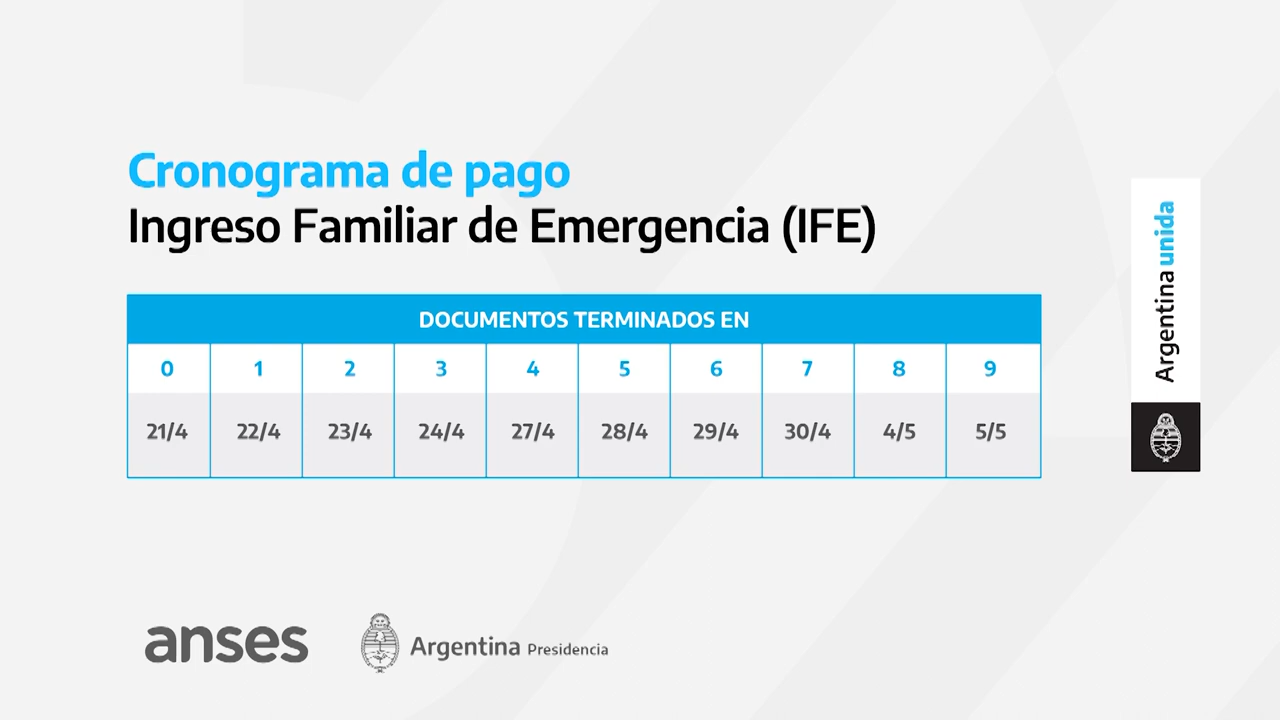 Cronograma de pago
Ingreso Familiar de Emergencia (IFE)
DOCUMENTOS TERMINADOS EN
0 1 2 3 4 5 6 7 8 9
21/4 22/4 23/4 24/4 27/4 28/4 29/4 30/4 4/5 5/5
Argentina unida
anses
Argentina Presidencia